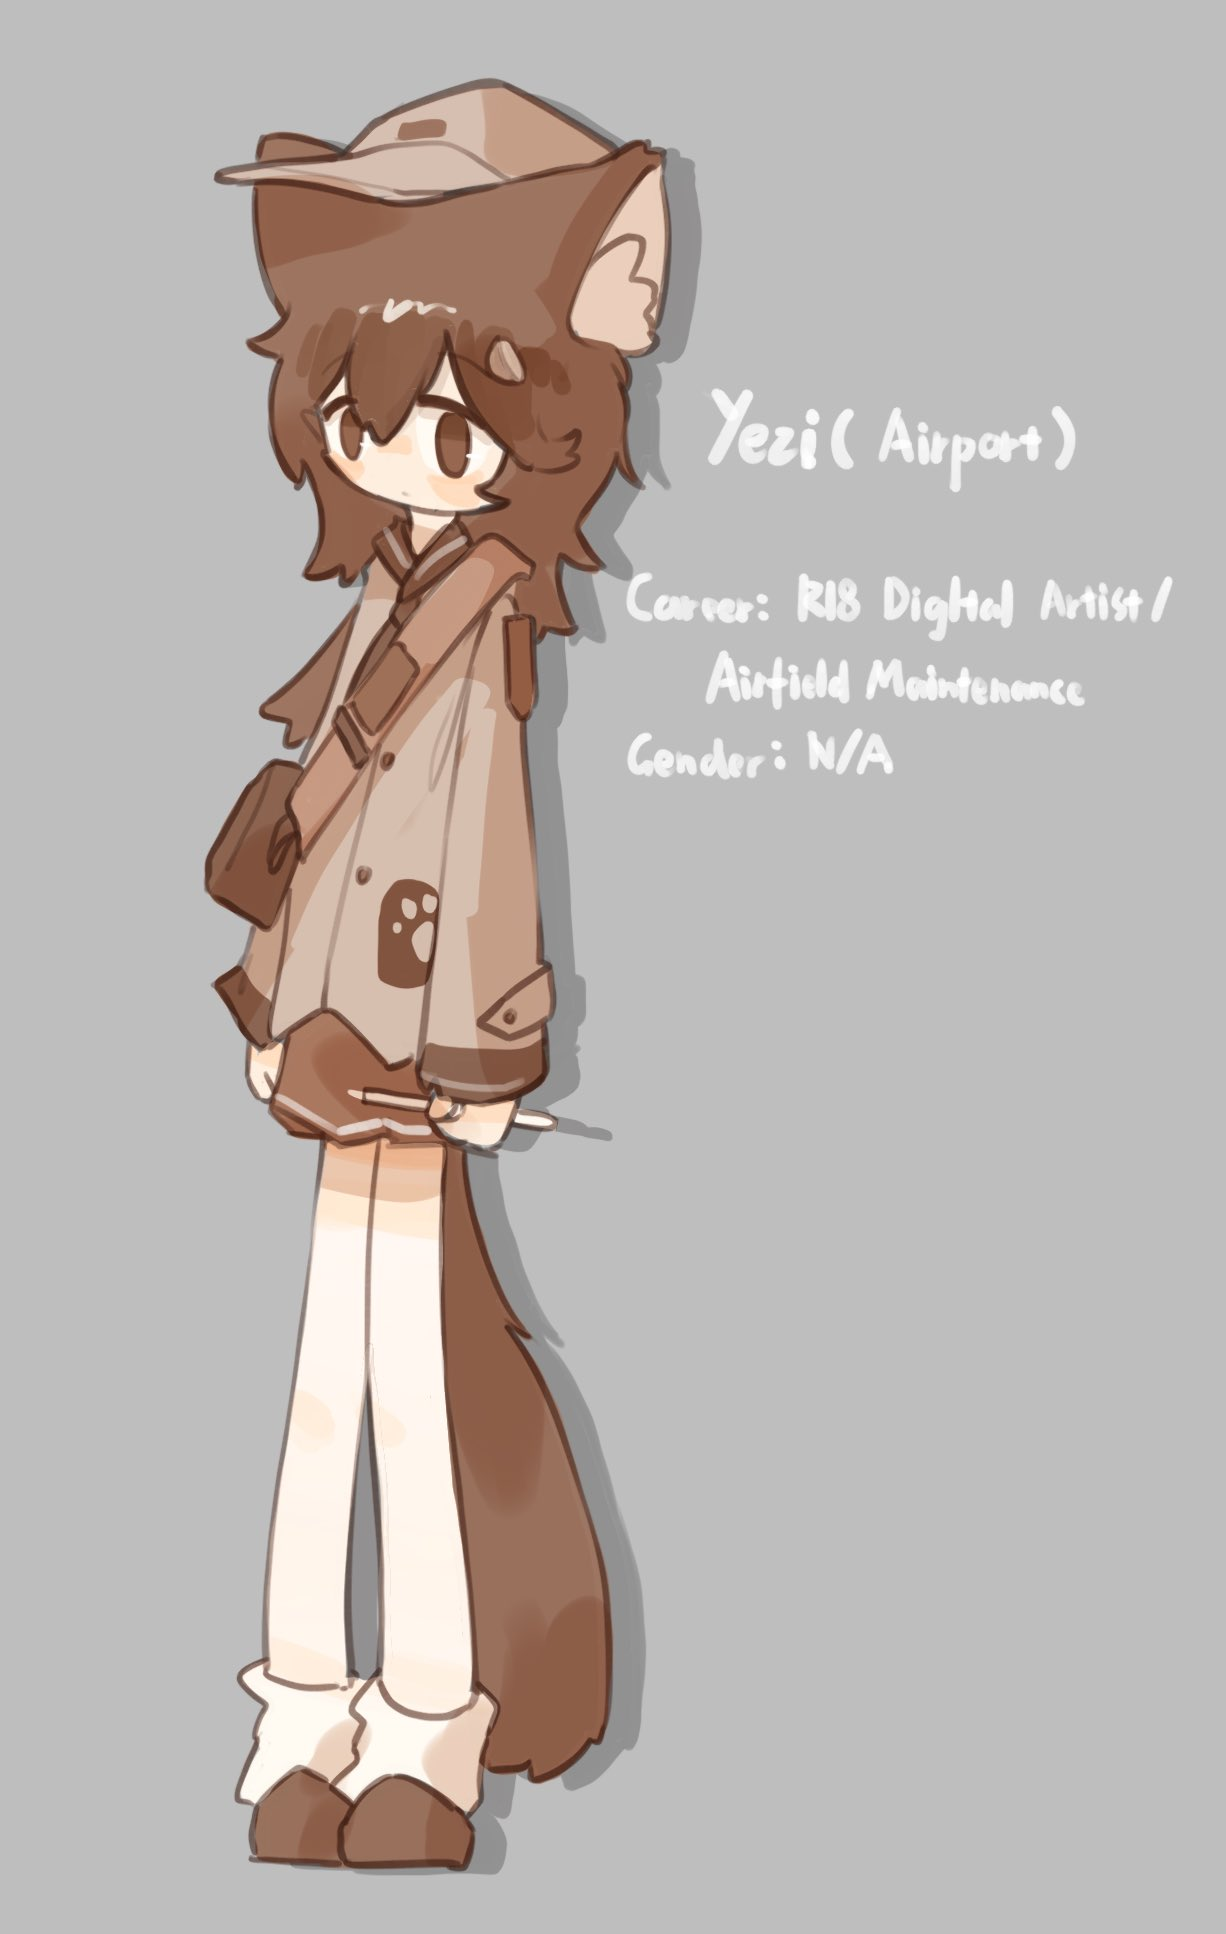 Yezi ( Airport )
Career: R18 Digital Artist /
Airfield Maintenance
Gender: N/A